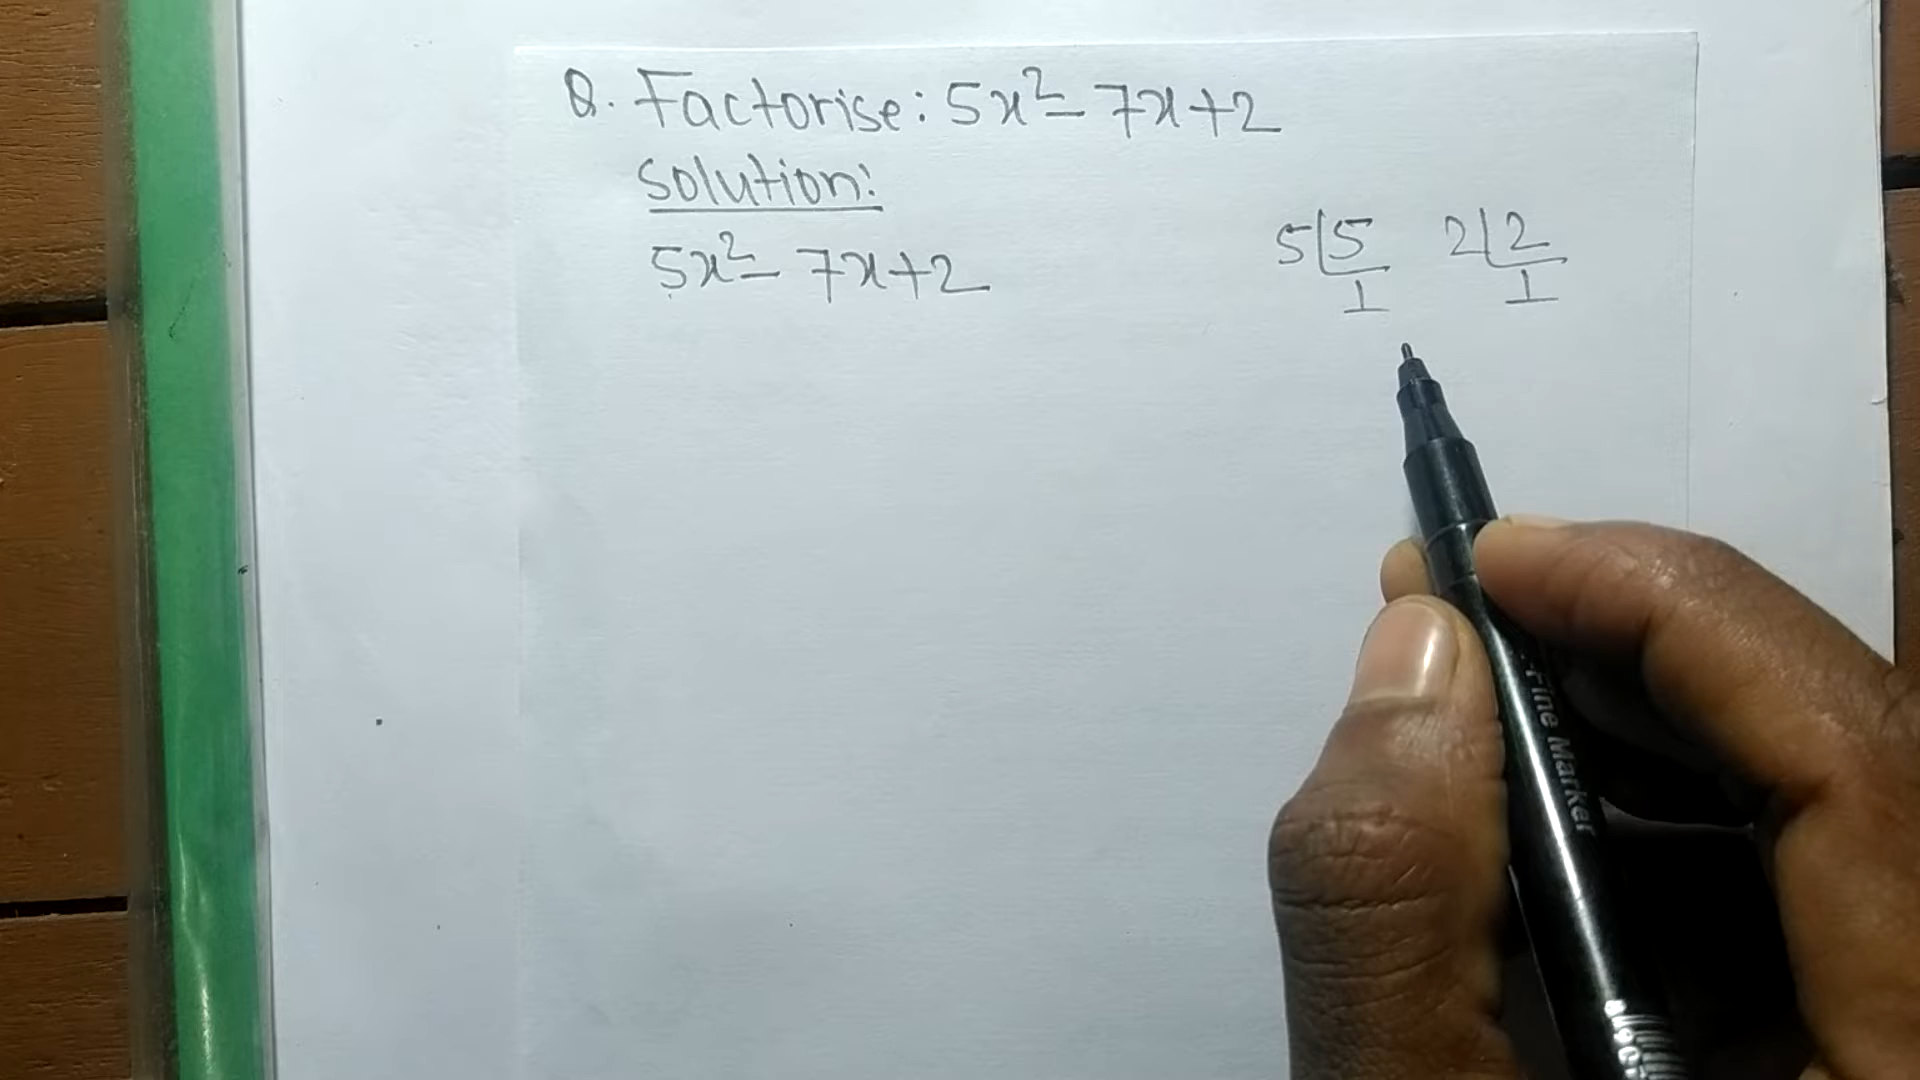 Q. Factorise: 5x² - 7x + 2
Solution:
5x² - 7x + 2
5|5 2|2
1 1
Fine Marker